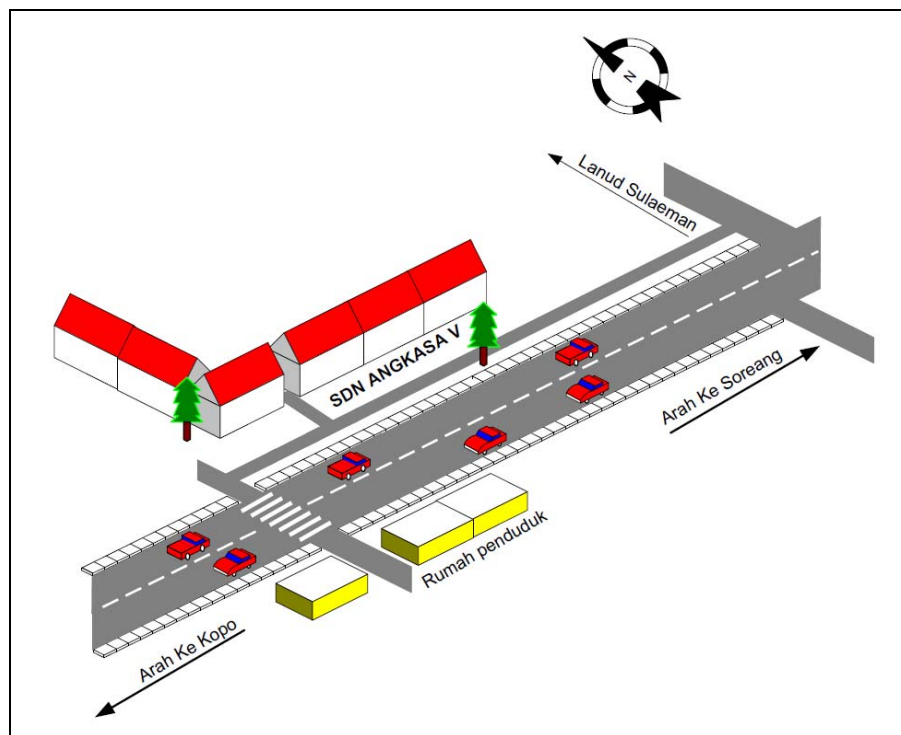 N
Lanud Sulaeman
SDN ANGKASA V
Arah Ke Soreang
Rumah penduduk
Arah Ke Kopo